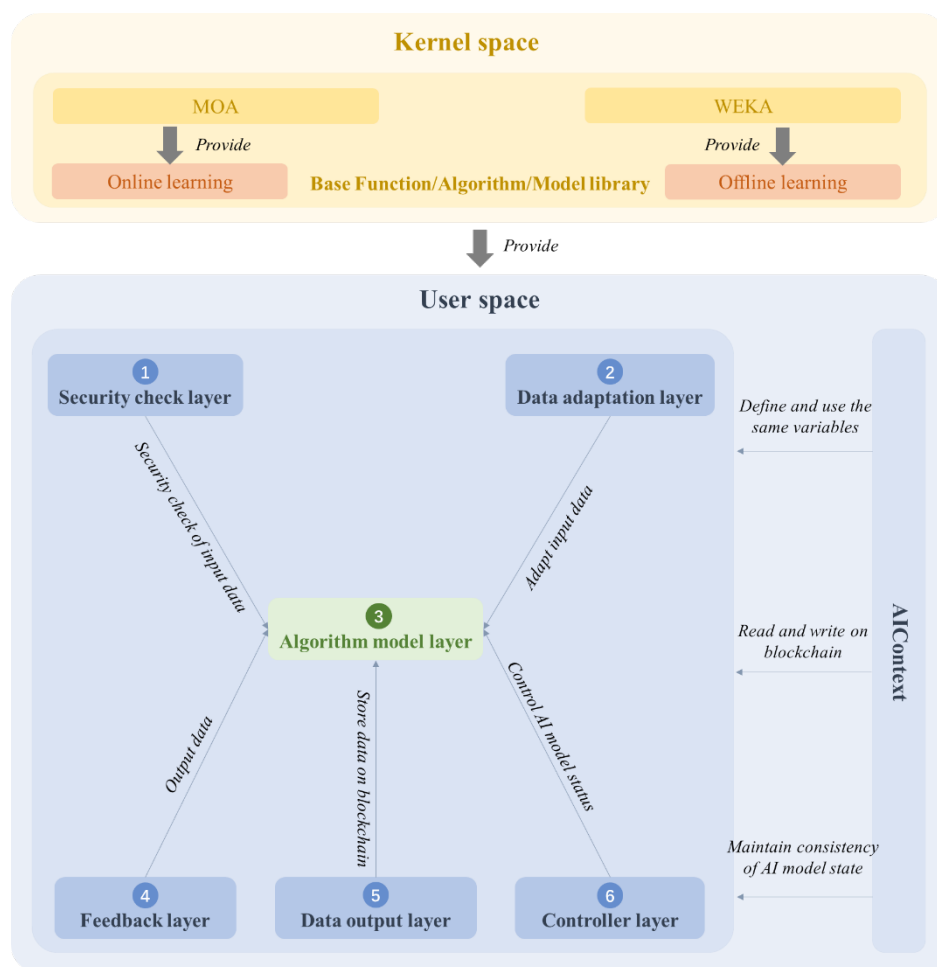 Kernel space
MOA
WEKA
Provide
Provide
Online learning
Base Function/Algorithm/Model library
Offline learning
Provide
User space
1
Security check layer
2
Data adaptation layer
Define and use the
same variables
Security check of
input data
Adapt input data
3
Algorithm model layer
Read and write on
blockchain
AIContext
Output data
Store data on
blockchain
Control AI model
status
Maintain consistency
of AI model state
4
Feedback layer
5
Data output layer
6
Controller layer